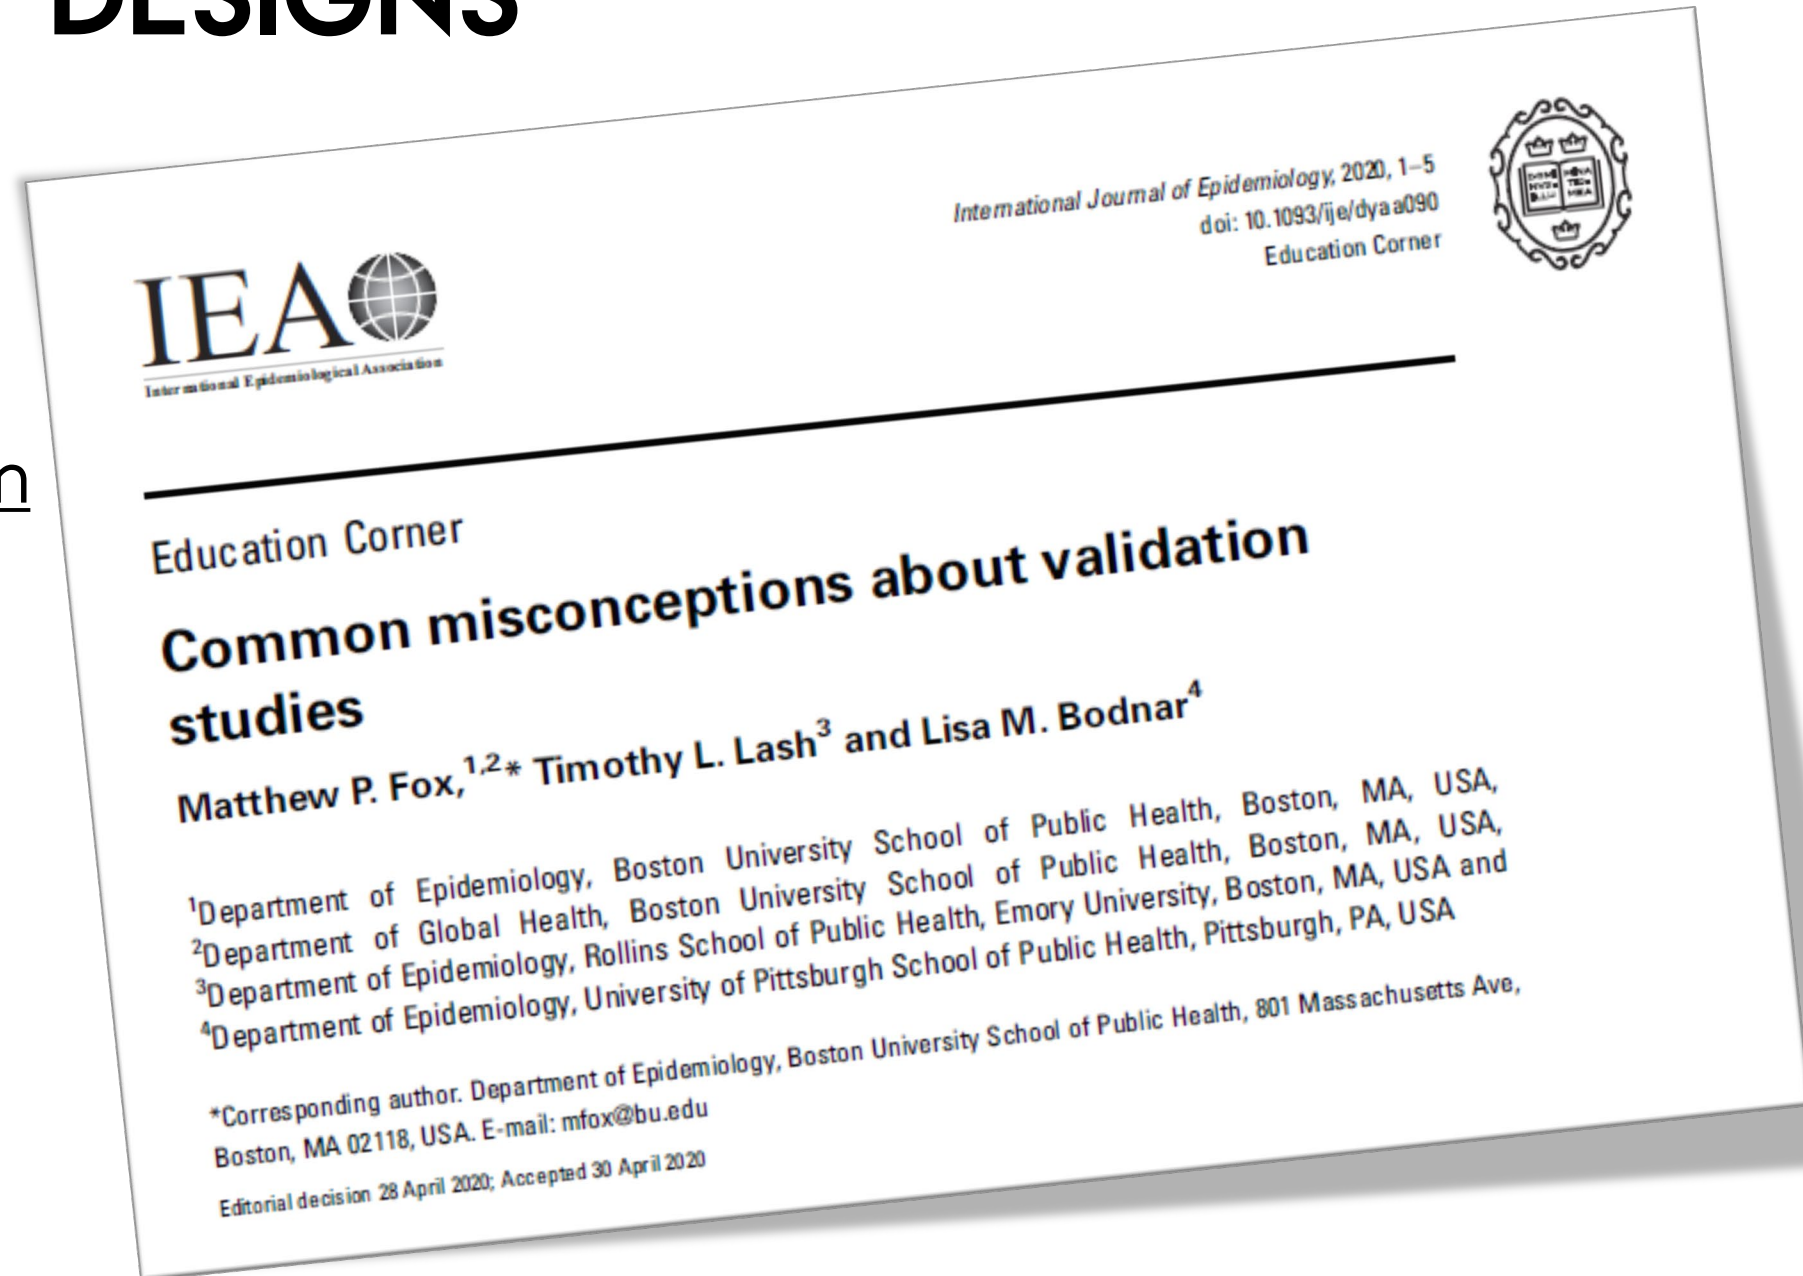 DESIGNS
International Journal of Epidemiology, 2020, 1–5
doi: 10.1093/ije/dyaa090
Education Corner
IEA
International Epidemiological Association
n
Education Corner
Common misconceptions about validation
studies
Matthew P. Fox,1,2* Timothy L. Lash3 and Lisa M. Bodnar4
1Department of Epidemiology, Boston University School of Public Health, Boston, MA, USA,
2Department of Global Health, Boston University School of Public Health, Boston, MA, USA,
3Department of Epidemiology, Rollins School of Public Health, Emory University, Boston, MA, USA and
4Department of Epidemiology, University of Pittsburgh School of Public Health, Pittsburgh, PA, USA
*Corresponding author. Department of Epidemiology, Boston University School of Public Health, 801 Massachusetts Ave,
Boston, MA 02118, USA. E-mail: mfox@bu.edu
Editorial decision 28 April 2020; Accepted 30 April 2020